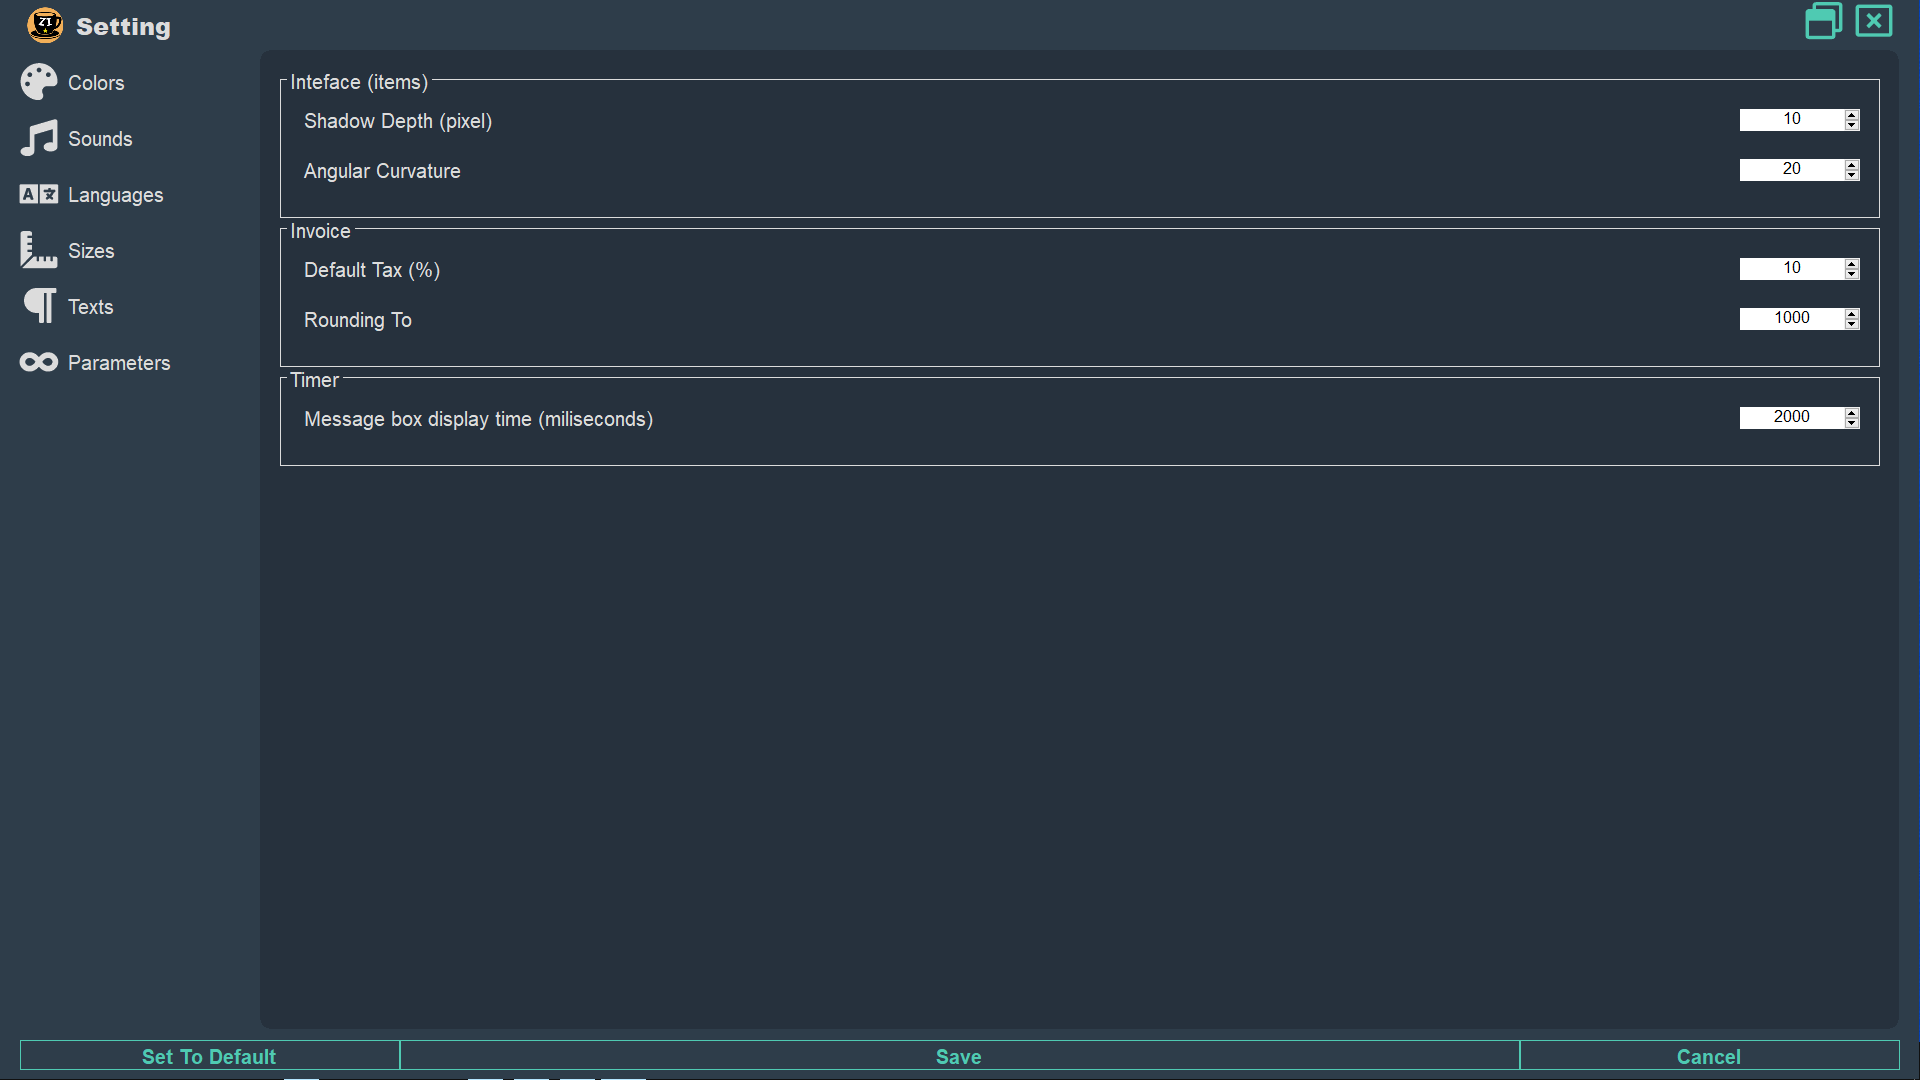 Setting
Colors
Sounds
Languages
Sizes
Texts
Parameters
Inteface (items)
Shadow Depth (pixel) 10
Angular Curvature 20
Invoice
Default Tax (%) 10
Rounding To 1000
Timer
Message box display time (miliseconds) 2000
Set To Default Save Cancel